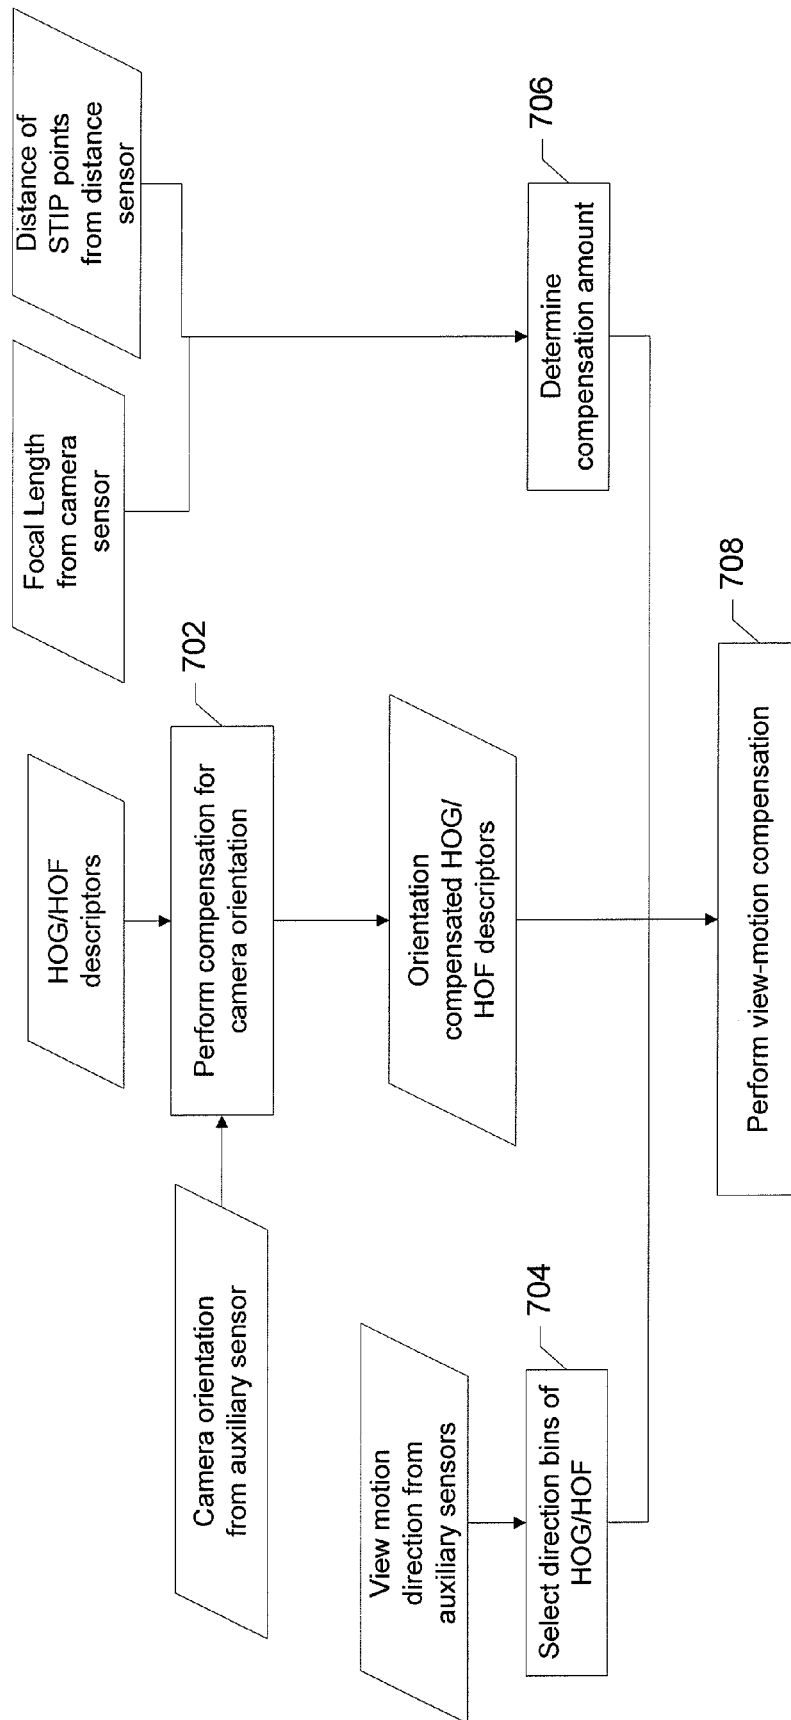 HOG/HOF
descriptors
Focal Length
from camera
sensor
Distance of
STIP points
from distance
sensor
Camera orientation
from auxiliary sensor
702
Perform compensation for
camera orientation
View motion
direction from
auxiliary sensors
Orientation
compensated HOG/
HOF descriptors
704
Select direction bins of
HOG/HOF
706
Determine
compensation amount
708
Perform view-motion compensation